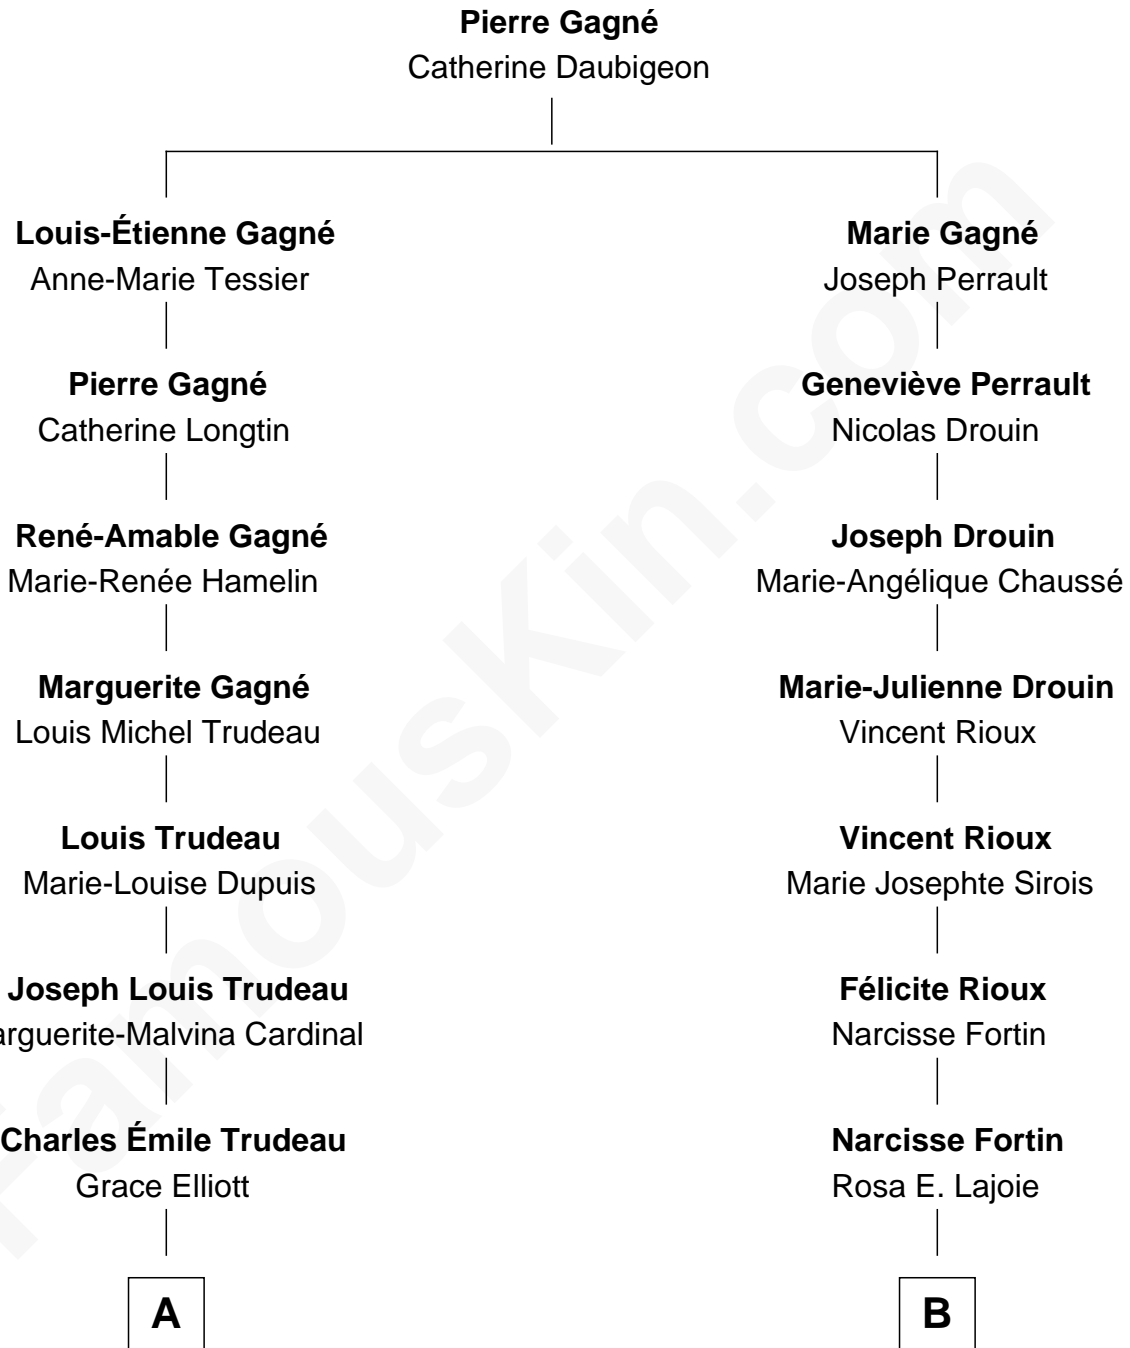 Pierre Gagné
Catherine Daubigeon
Louis-Étienne Gagné
Anne-Marie Tessier
Marie Gagné
Joseph Perrault
Pierre Gagné
Catherine Longtin
Geneviève Perrault
Nicolas Drouin
René-Amable Gagné
Marie-Renée Hamelin
Joseph Drouin
Marie-Angélique Chaussé
Marguerite Gagné
Louis Michel Trudeau
Marie-Julienne Drouin
Vincent Rioux
Louis Trudeau
Marie-Louise Dupuis
Vincent Rioux
Marie Josephte Sirois
Joseph Louis Trudeau
arguerite-Malvina Cardinal
Félicite Rioux
Narcisse Fortin
Charles Émile Trudeau
Grace Elliott
Narcisse Fortin
Rosa E. Lajoie
A
B
FamousKin.com